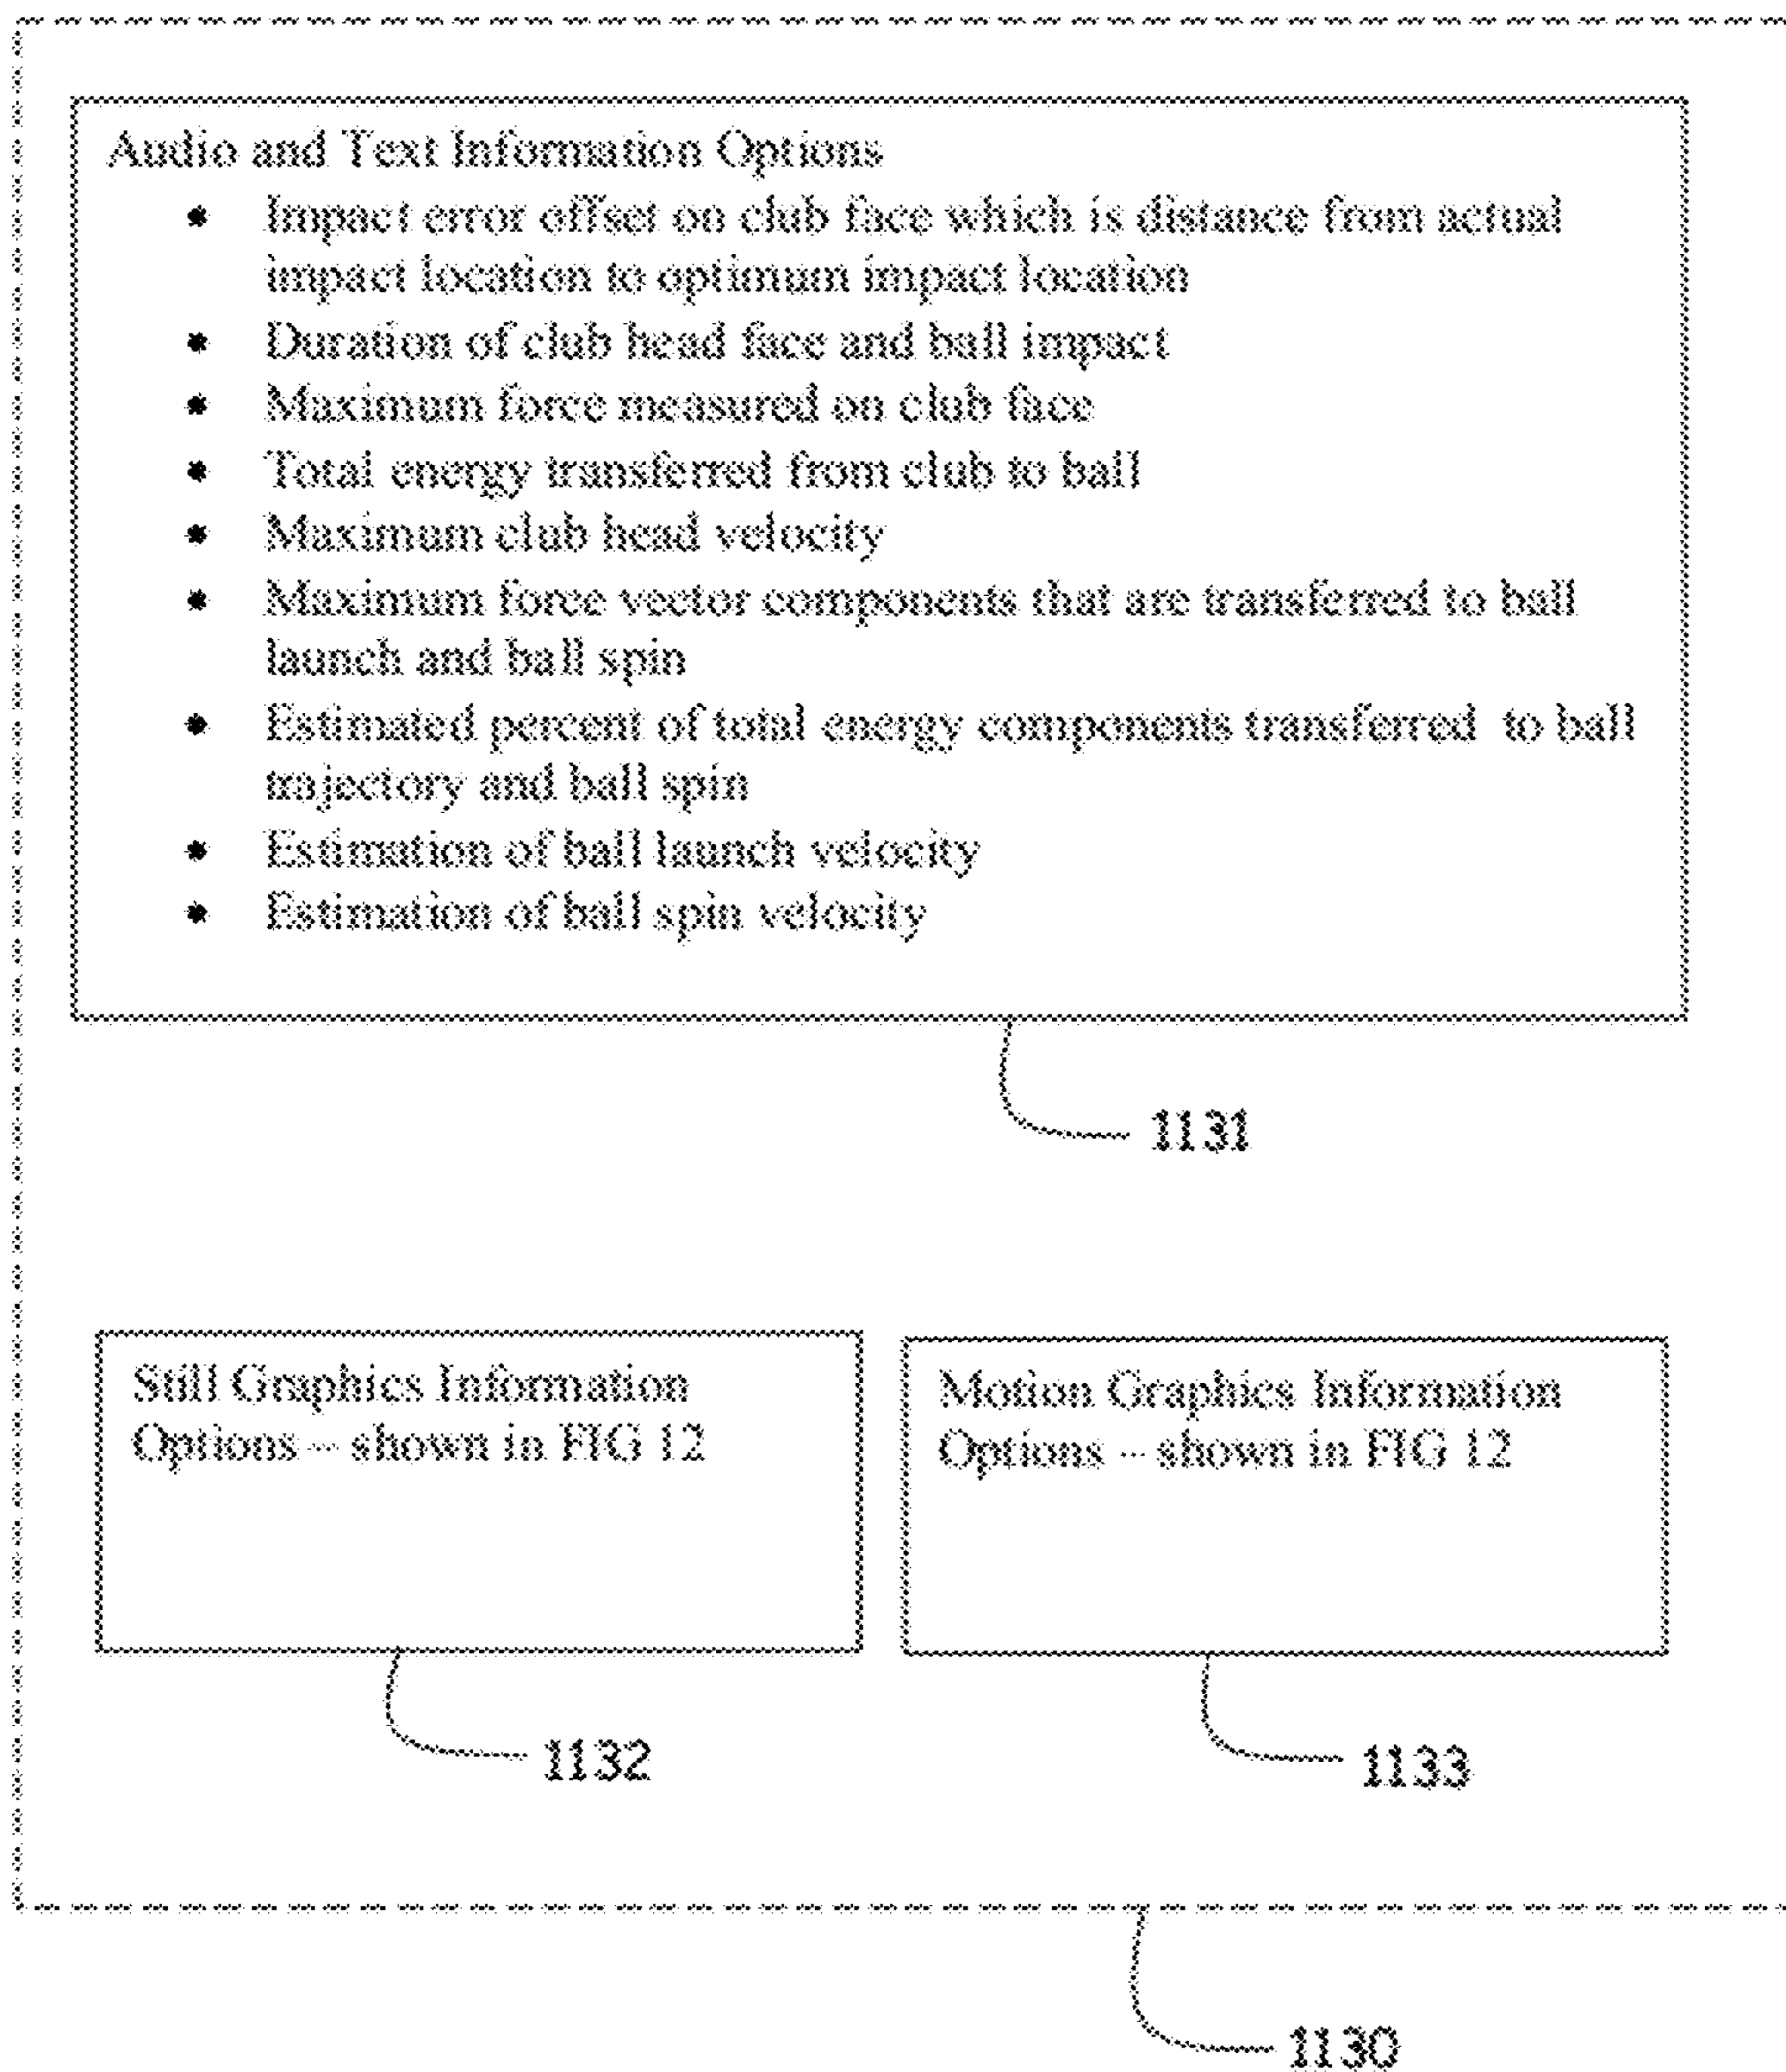 Audio and Text Information Options
• Impact error offset on club face which is distance from actual
impact location to optimum impact location
• Duration of club head face and ball impact
• Maximum force measured on club face
• Total energy transferred from club to ball
• Maximum club head velocity
• Maximum force vector components that are transferred to ball
launch and ball spin
• Estimated percent of total energy components transferred to ball
trajectory and ball spin
• Estimation of ball launch velocity
• Estimation of ball spin velocity
1131
Still Graphics Information
Options – shown in FIG 12
1132
Motion Graphics Information
Options – shown in FIG 12
1133
1130